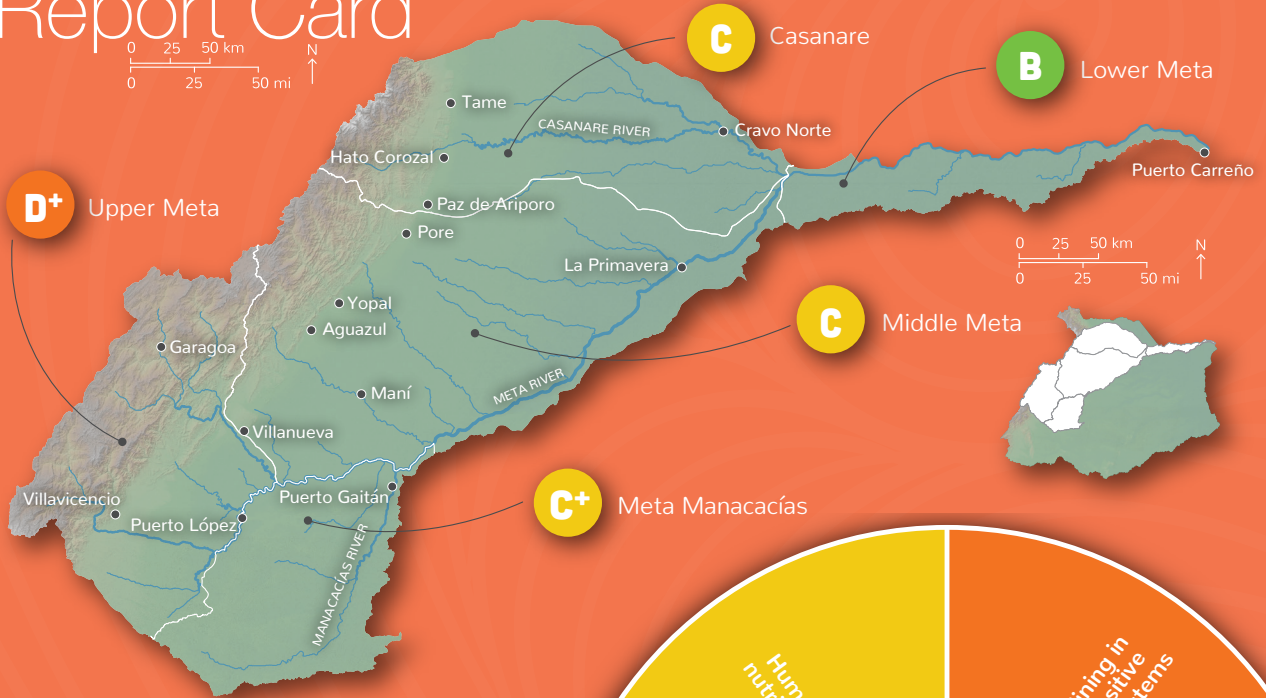 Report Card
0 25 50 km
0 25 50 mi
N
C Casanare
B Lower Meta
Tame
CASANARE RIVER
Cravo Norte
Hato Corozal
Puerto Carreño
D+ Upper Meta
Paz de Ariporo
Pore
La Primavera
0 25 50 km
0 25 50 mi
N
Yopal
Aguazul
C Middle Meta
Garagoa
META RIVER
Maní
Villanueva
Villavicencio
Puerto Gaitán
C+ Meta Manacacías
Puerto López
MANACACÍAS RIVER